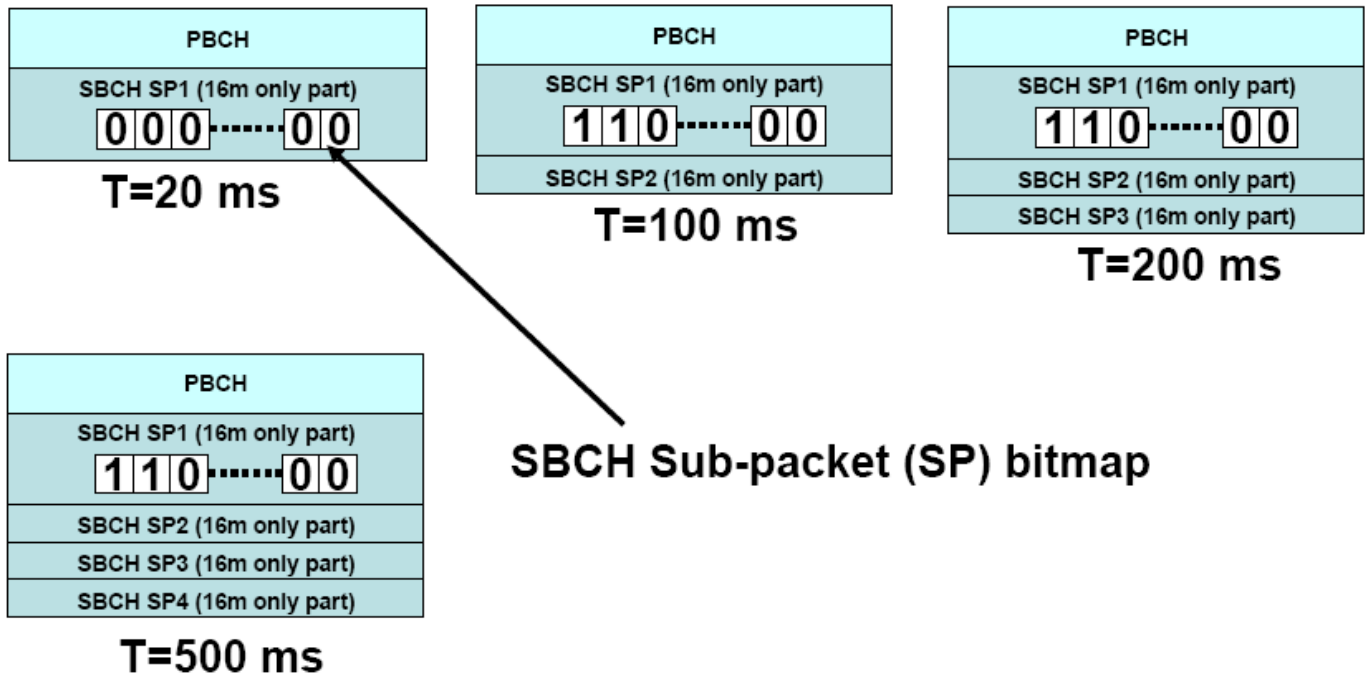 PBCH
SBCH SP1 (16m only part)
0 0 0 0 0
T=20 ms
PBCH
SBCH SP1 (16m only part)
1 1 0 0 0
SBCH SP2 (16m only part)
T=100 ms
PBCH
SBCH SP1 (16m only part)
1 1 0 0 0
SBCH SP2 (16m only part)
SBCH SP3 (16m only part)
T=200 ms
PBCH
SBCH SP1 (16m only part)
1 1 0 0 0
SBCH SP2 (16m only part)
SBCH SP3 (16m only part)
SBCH SP4 (16m only part)
T=500 ms
SBCH Sub-packet (SP) bitmap